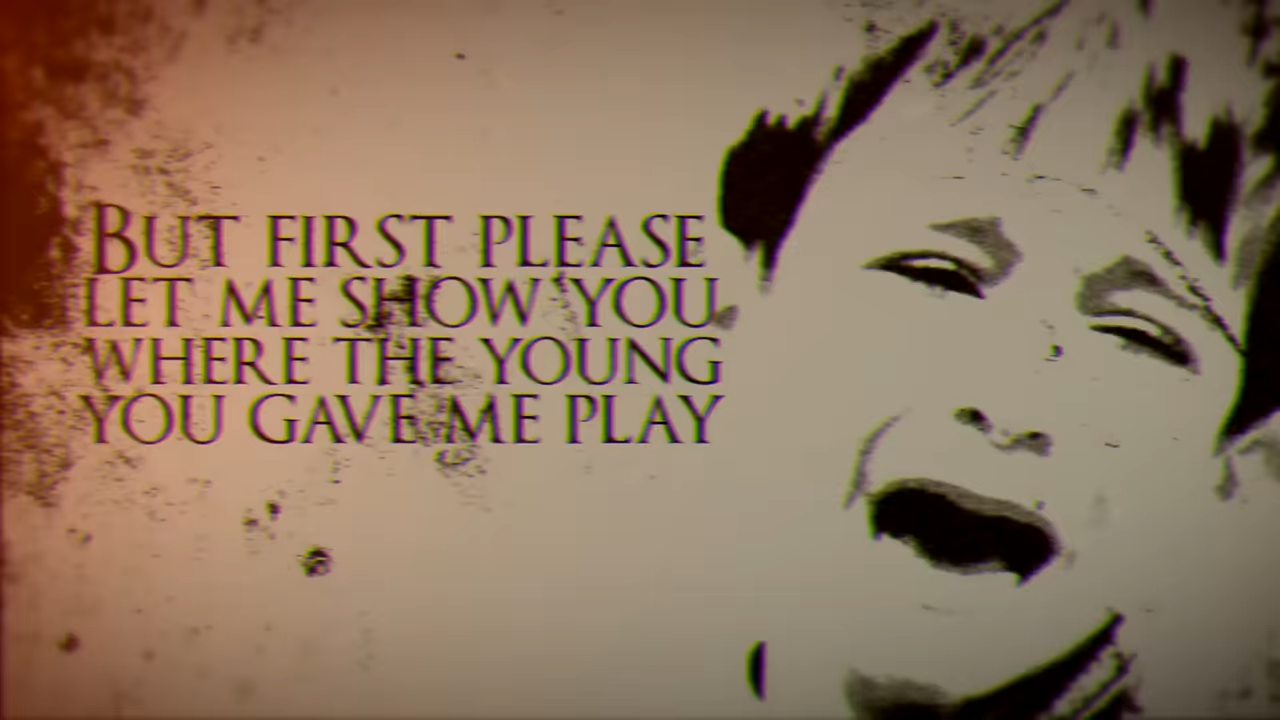 But first please
let me show you
where the young
you gave me play